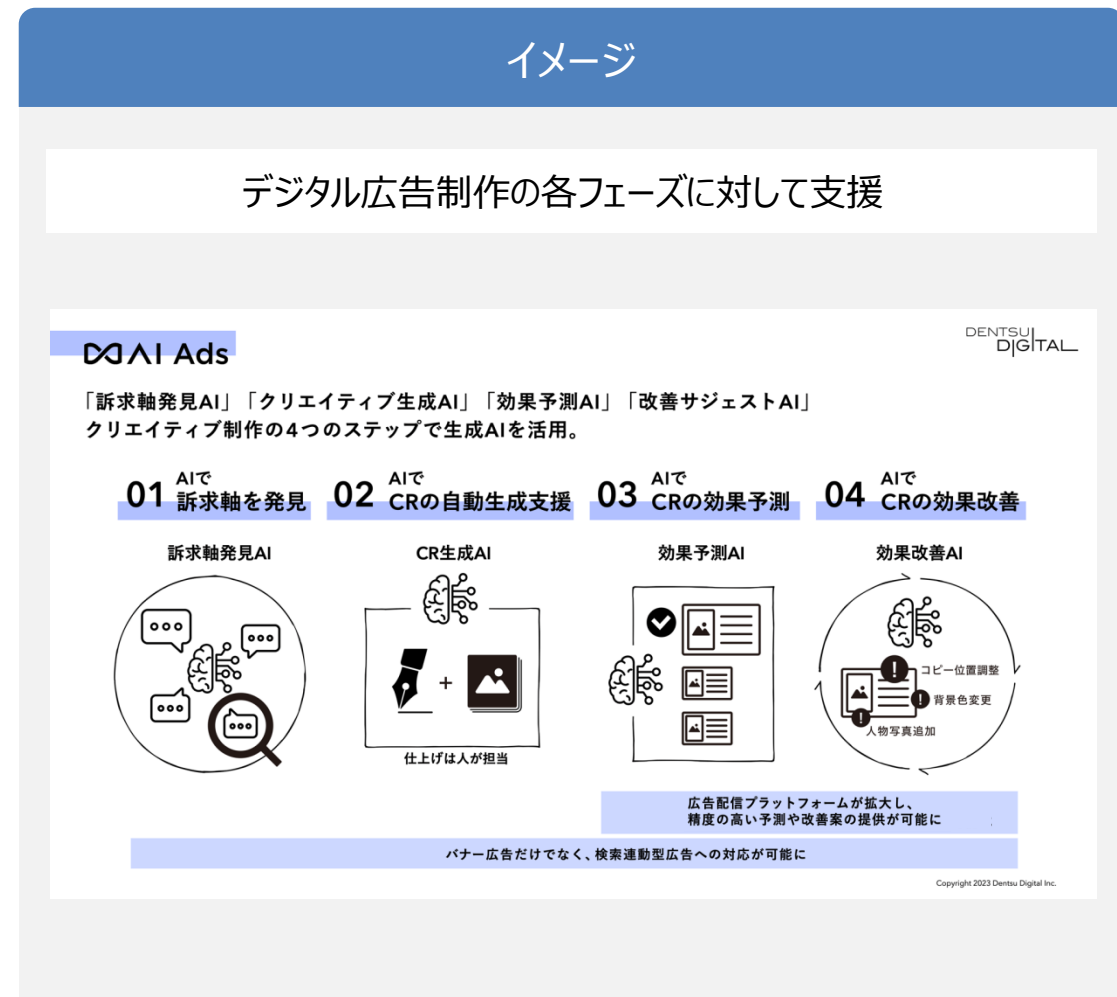 イメージ
デジタル広告制作の各フェーズに対して支援
∞AI Ads
DENTSU
DIGITAL
「訴求軸発見AI」「クリエイティブ生成AI」「効果予測AI」「改善サジェストAI」
クリエイティブ制作の4つのステップで生成AIを活用。
01 AIで
訴求軸を発見
02 AIで
CRの自動生成支援
03 AIで
CRの効果予測
04 AIで
CRの効果改善
訴求軸発見AI
CR生成AI
+
仕上げは人が担当
効果予測AI
効果改善AI
コピー位置調整
背景色変更
人物写真追加
広告配信プラットフォームが拡大し、
精度の高い予測や改善案の提供が可能に
バナー広告だけでなく、検索連動型広告への対応が可能に
Copyright 2023 Dentsu Digital Inc.